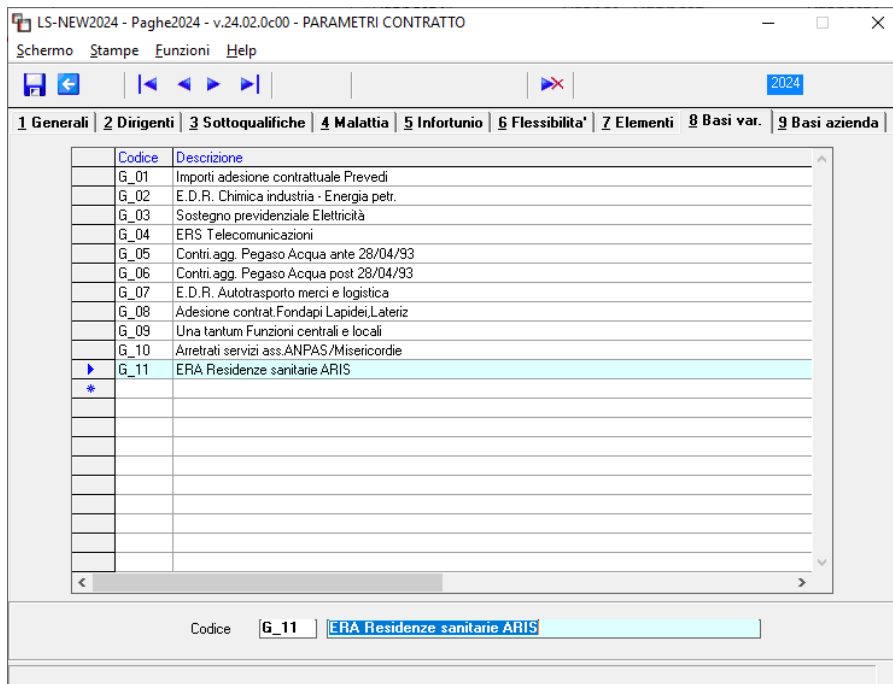 LS-NEW2024 - Paghe2024 - v.24.02.0c00 - PARAMETRI CONTRATTO
Schermo Stampe Funzioni Help
2024
1 Generali 2 Dirigenti 3 Sottoqualifiche 4 Malattia 5 Infortunio 6 Flessibilita' 7 Elementi 8 Basi var. 9 Basi azienda
Codice Descrizione
G_01 Importi adesione contrattuale Prevedi
G_02 E.D.R. Chimica industria - Energia petr.
G_03 Sostegno previdenziale Elettricità
G_04 ERS Telecomunicazioni
G_05 Contri.agg. Pegaso Acqua ante 28/04/93
G_06 Contri.agg. Pegaso Acqua post 28/04/93
G_07 E.D.R. Autotrasporto merci e logistica
G_08 Adesione contrat.Fondapi Lapidei,Lateriz
G_09 Una tantum Funzioni centrali e locali
G_10 Arretrati servizi ass.ANPAS/Misericordie
G_11 ERA Residenze sanitarie ARIS
Codice G_11 ERA Residenze sanitarie ARIS